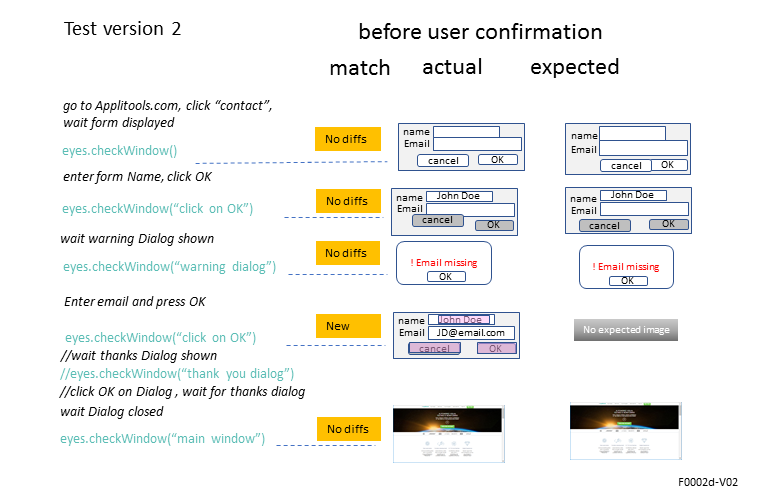 Test version 2
before user confirmation
match actual expected
go to Applitools.com, click “contact”,
wait form displayed
eyes.checkWindow()
No diffs
name
Email
cancel OK
name
Email
cancel OK
enter form Name, click OK
eyes.checkWindow(“click on OK”)
No diffs
name John Doe
Email
cancel OK
name John Doe
Email
cancel OK
wait warning Dialog shown
eyes.checkWindow(“warning dialog”)
No diffs
! Email missing
OK
! Email missing
OK
Enter email and press OK
eyes.checkWindow(“click on OK”)
New
name John Doe
Email JD@email.com
cancel OK
No expected image
//wait thanks Dialog shown
//eyes.checkWindow(“thank you dialog”)
//click OK on Dialog , wait for thanks dialog
wait Dialog closed
eyes.checkWindow(“main window”)
No diffs
F0002d-V02